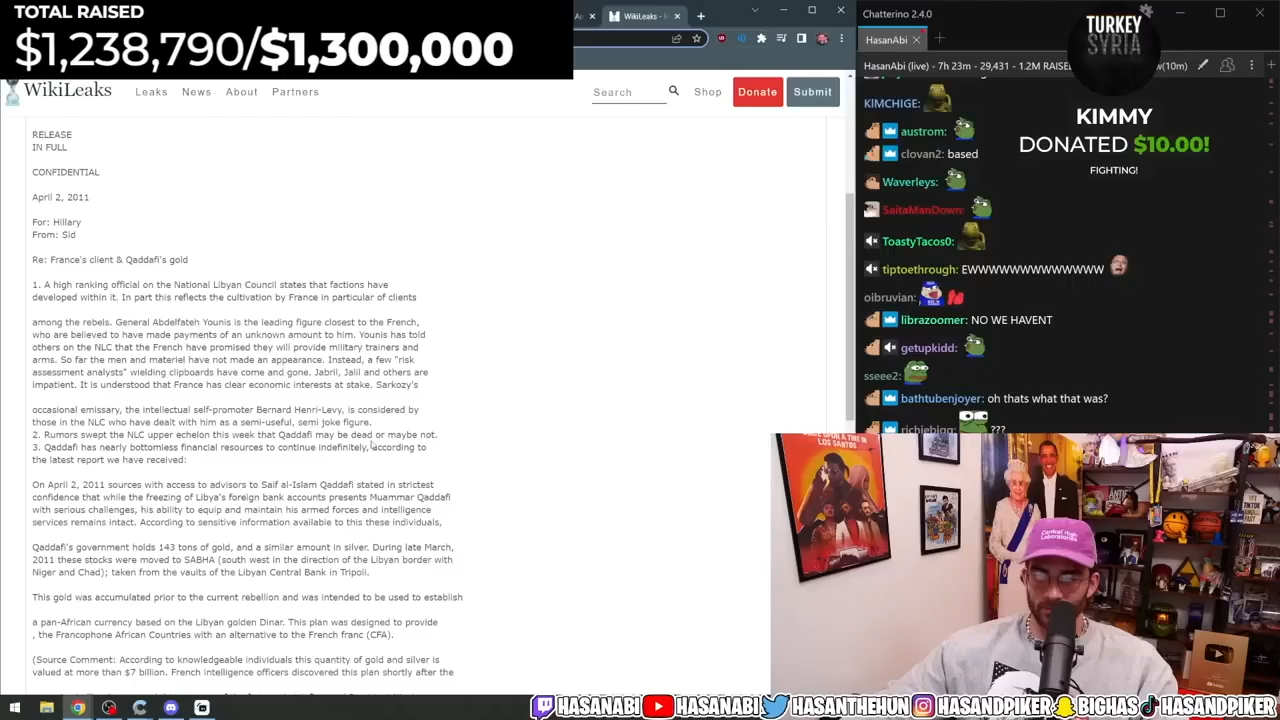 TOTAL RAISED
$1,238,790/$1,300,000
WikiLeaks -
WikiLeaks
Leaks News About Partners
Search
Shop
Donate
Submit
RELEASE
IN FULL
CONFIDENTIAL
April 2, 2011
For: Hillary
From: Sid
Re: France's client & Qaddafi's gold
1. A high ranking official on the National Libyan Council states that factions have
developed within it. In part this reflects the cultivation by France in particular of clients
among the rebels. General Abdelfateh Younis is the leading figure closest to the French,
who are believed to have made payments of an unknown amount to him. Younis has told
others on the NLC that the French have promised they will provide military trainers and
arms. So far the men and materiel have not made an appearance. Instead, a few "risk
assessment analysts" wielding clipboards have come and gone. Jabril, Jalil and others are
impatient. It is understood that France has clear economic interests at stake. Sarkozy's
occasional emissary, the intellectual self-promoter Bernard Henri-Levy, is considered by
those in the NLC who have dealt with him as a semi-useful, semi joke figure.
2. Rumors swept the NLC upper echelon this week that Qaddafi may be dead or maybe not.
3. Qaddafi has nearly bottomless financial resources to continue indefinitely, according to
the latest report we have received:
On April 2, 2011 sources with access to advisors to Saif al-Islam Qaddafi stated in strictest
confidence that while the freezing of Libya's foreign bank accounts presents Muammar Qaddafi
with serious challenges, his ability to equip and maintain his armed forces and intelligence
services remains intact. According to sensitive information available to this these individuals,
Qaddafi's government holds 143 tons of gold, and a similar amount in silver. During late March,
2011 these stocks were moved to SABHA (south west in the direction of the Libyan border with
Niger and Chad); taken from the vaults of the Libyan Central Bank in Tripoli.
This gold was accumulated prior to the current rebellion and was intended to be used to establish
a pan-African currency based on the Libyan golden Dinar. This plan was designed to provide
, the Francophone African Countries with an alternative to the French franc (CFA).
(Source Comment: According to knowledgeable individuals this quantity of gold and silver is
valued at more than $7 billion. French intelligence officers discovered this plan shortly after the
Chatterino 2.4.0
HasanAbi
HasanAbi (live) - 7h 23m - 29,431 - 1.2M RAISE
w(10m)
TURKEY
SYRIA
KIMMY
DONATED $10.00!
FIGHTING!
KIMCHIGE:
austrom:
clovan2: based
Waverleys:
SaitaManDown:
ToastyTacos0:
tiptoethrough: EWWWWWWWWWWWWWW
oibruvian:
librazoomer: NO WE HAVENT
getupkidd:
sseee2:
bathtubenjoyer: oh thats what that was?
richiebigg: ???
LOS SANTOS
HASANABI HASANABI HASANTHEHUN HASANDPIKER BIGHAS HASANDPIKER